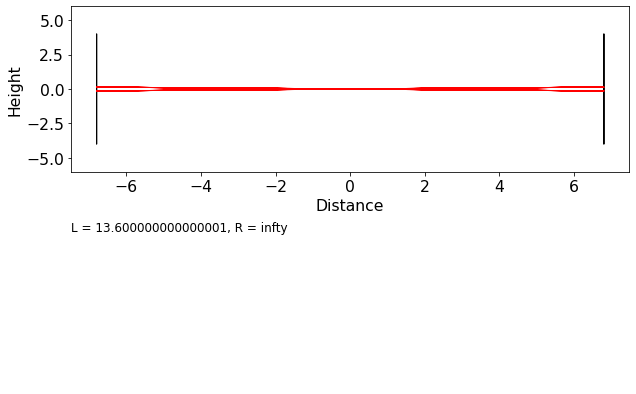 Height
5.0
2.5
0.0
−2.5
−5.0
−6 −4 −2 0 2 4 6
Distance
L = 13.600000000000001, R = infty